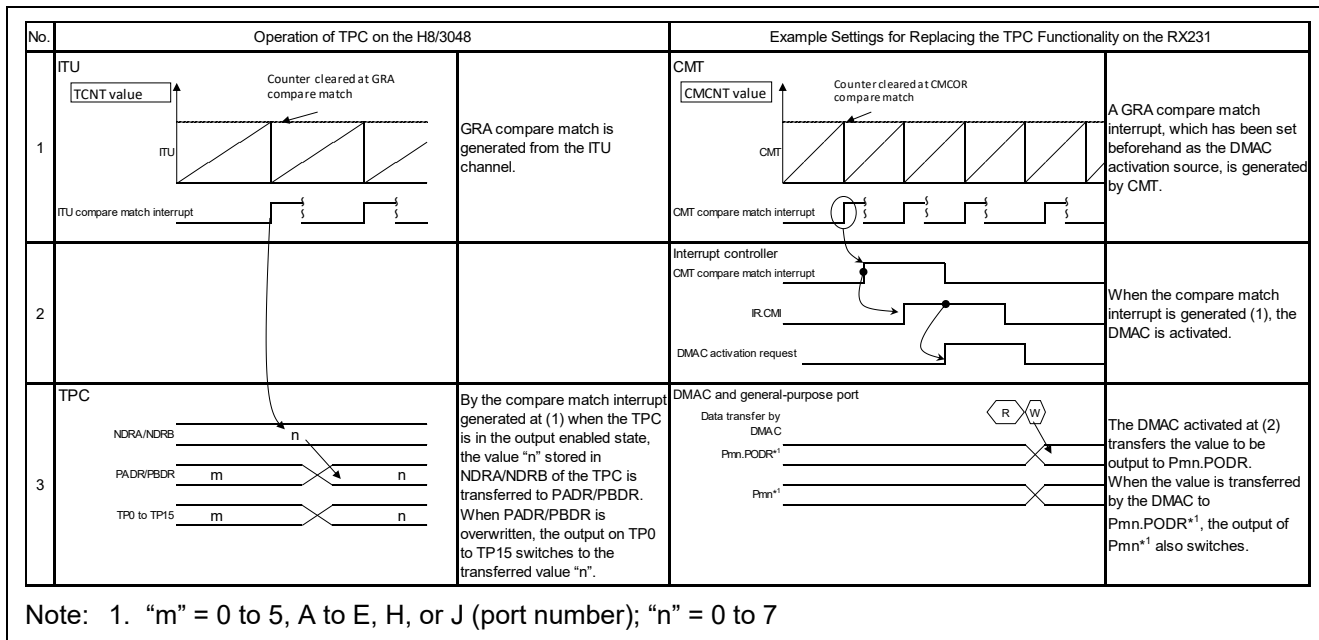 No.
Operation of TPC on the H8/3048
Example Settings for Replacing the TPC Functionality on the RX231
1
ITU
TCNT value
Counter cleared at GRA
compare match
ITU
ITU compare match interrupt
GRA compare match is
generated from the ITU
channel.
CMT
CMCNT value
Counter cleared at CMCOR
compare match
CMT
CMT compare match interrupt
A GRA compare match
interrupt, which has been set
beforehand as the DMAC
activation source, is generated
by CMT.
2
Interrupt controller
CMT compare match interrupt
IR.CMI
DMAC activation request
When the compare match
interrupt is generated (1), the
DMAC is activated.
3
TPC
NDRA/NDRB
n
PADR/PBDR
m
n
TP0 to TP15
m
n
By the compare match interrupt
generated at (1) when the TPC
is in the output enabled state,
the value “n” stored in
NDRA/NDRB of the TPC is
transferred to PADR/PBDR.
When PADR/PBDR is
overwritten, the output on TP0
to TP15 switches to the
transferred value “n”.
DMAC and general-purpose port
Data transfer by
DMAC
R
W
Pmn.PODR*1
Pmn*1
The DMAC activated at (2)
transfers the value to be
output to Pmn.PODR.
When the value is transferred
by the DMAC to
Pmn.PODR*1, the output of
Pmn*1 also switches.
Note: 1. “m” = 0 to 5, A to E, H, or J (port number); “n” = 0 to 7